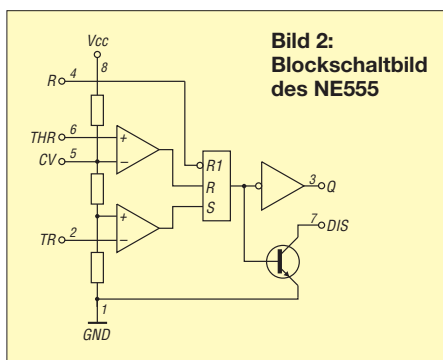 Bild 2:
Blockschaltbild
des NE555
Vcc
8
R 4
THR 6
CV 5
+
−
R1
R
S
3 Q
7 DIS
+
−
TR 2
1
GND